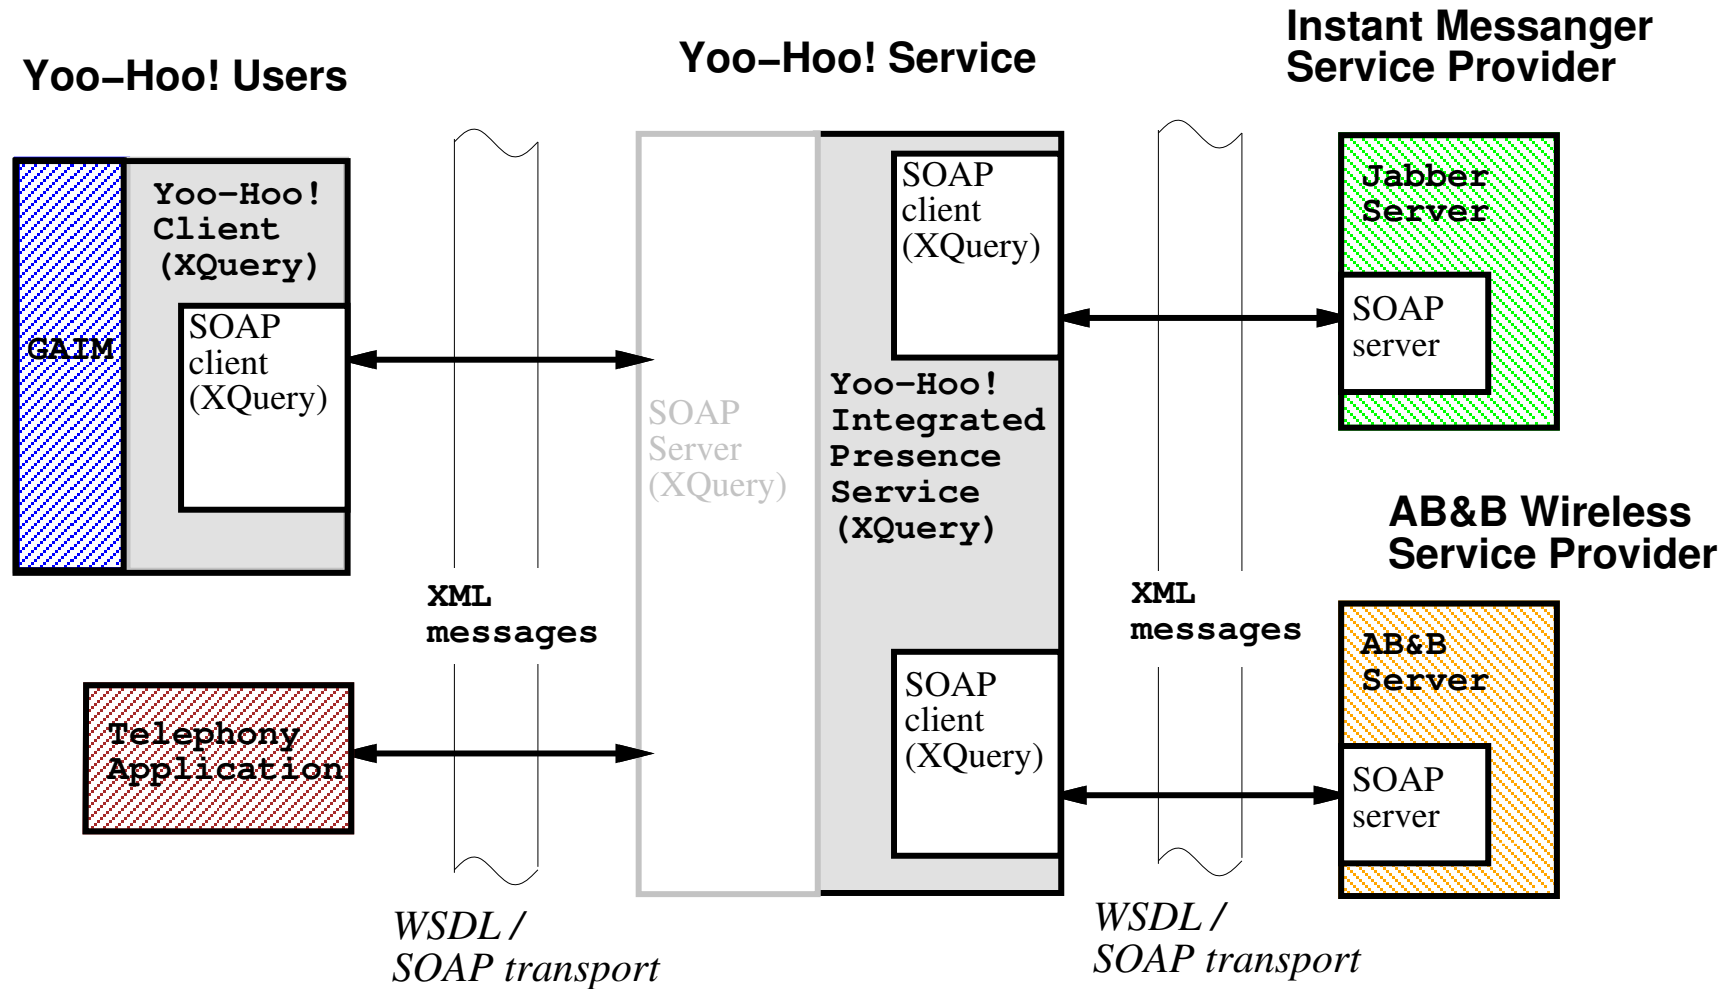 Yoo−Hoo! Users
Yoo−Hoo! Service
Instant Messanger
Service Provider
GAIM
Yoo−Hoo!
Client
(XQuery)
SOAP
client
(XQuery)
Telephony
Application
XML
messages
WSDL /
SOAP transport
SOAP
Server
(XQuery)
SOAP
client
(XQuery)
Yoo−Hoo!
Integrated
Presence
Service
(XQuery)
SOAP
client
(XQuery)
XML
messages
WSDL /
SOAP transport
Jabber
Server
SOAP
server
AB&B Wireless
Service Provider
AB&B
Server
SOAP
server